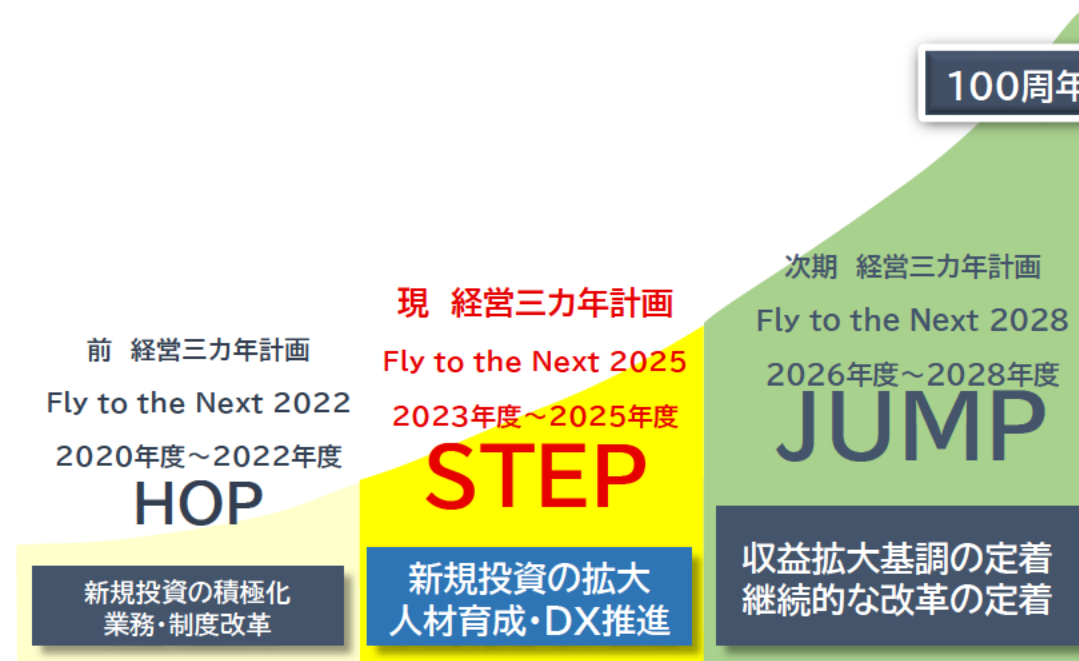 100周年
前 経営三カ年計画
Fly to the Next 2022
2020年度～2022年度
HOP
新規投資の積極化
業務・制度改革
現 経営三カ年計画
Fly to the Next 2025
2023年度～2025年度
STEP
新規投資の拡大
人材育成・DX推進
次期 経営三カ年計画
Fly to the Next 2028
2026年度～2028年度
JUMP
収益拡大基調の定着
継続的な改革の定着